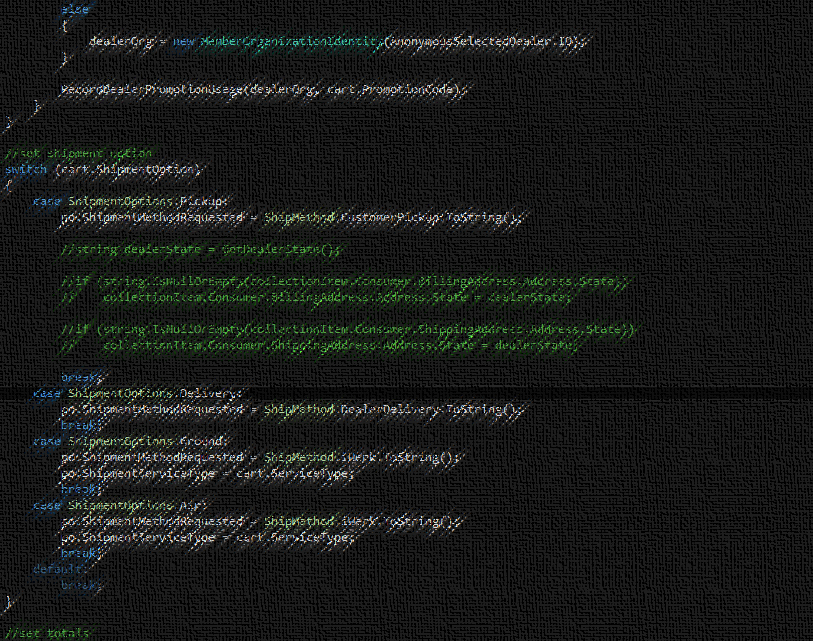 else
{
dealerOrg = new MemberOrganizationIdentity(AnonymousSelectedDealer.ID);
}
RecordDealerPromotionUsage(dealerOrg, cart.PromotionCode);
}
}
//set shipment option
switch (cart.ShipmentOption)
{
case ShipmentOptions.Pickup:
po.ShipmentMethodRequested = ShipMethod.CustomerPickup.ToString();
//string dealerState = GetDealerState();
//if (string.IsNullOrEmpty(collectionItem.Consumer.BillingAddress.Address.State))
// collectionItem.Consumer.BillingAddress.Address.State = dealerState;
//if (string.IsNullOrEmpty(collectionItem.Consumer.ShippingAddress.Address.State))
// collectionItem.Consumer.ShippingAddress.Address.State = dealerState;
break;
case ShipmentOptions.Delivery:
po.ShipmentMethodRequested = ShipMethod.DealerDelivery.ToString();
break;
case ShipmentOptions.Ground:
po.ShipmentMethodRequested = ShipMethod. .ToString();
po.ShipmentServiceType = cart.ServiceType;
break;
case ShipmentOptions.Air:
po.ShipmentMethodRequested = ShipMethod. .ToString();
po.ShipmentServiceType = cart.ServiceType;
break;
default:
break;
}
//set totals